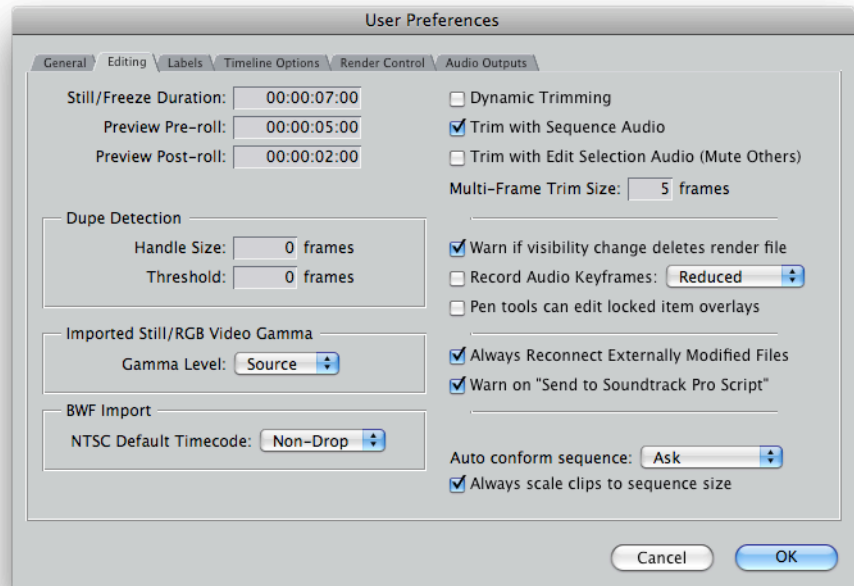 User Preferences
General Editing Labels Timeline Options Render Control Audio Outputs
Still/Freeze Duration: 00:00:07:00
Preview Pre-roll: 00:00:05:00
Preview Post-roll: 00:00:02:00
Dupe Detection
Handle Size: 0 frames
Threshold: 0 frames
Imported Still/RGB Video Gamma
Gamma Level: Source
BWF Import
NTSC Default Timecode: Non-Drop
Dynamic Trimming
Trim with Sequence Audio
Trim with Edit Selection Audio (Mute Others)
Multi-Frame Trim Size: 5 frames
Warn if visibility change deletes render file
Record Audio Keyframes: Reduced
Pen tools can edit locked item overlays
Always Reconnect Externally Modified Files
Warn on "Send to Soundtrack Pro Script"
Auto conform sequence: Ask
Always scale clips to sequence size
Cancel OK